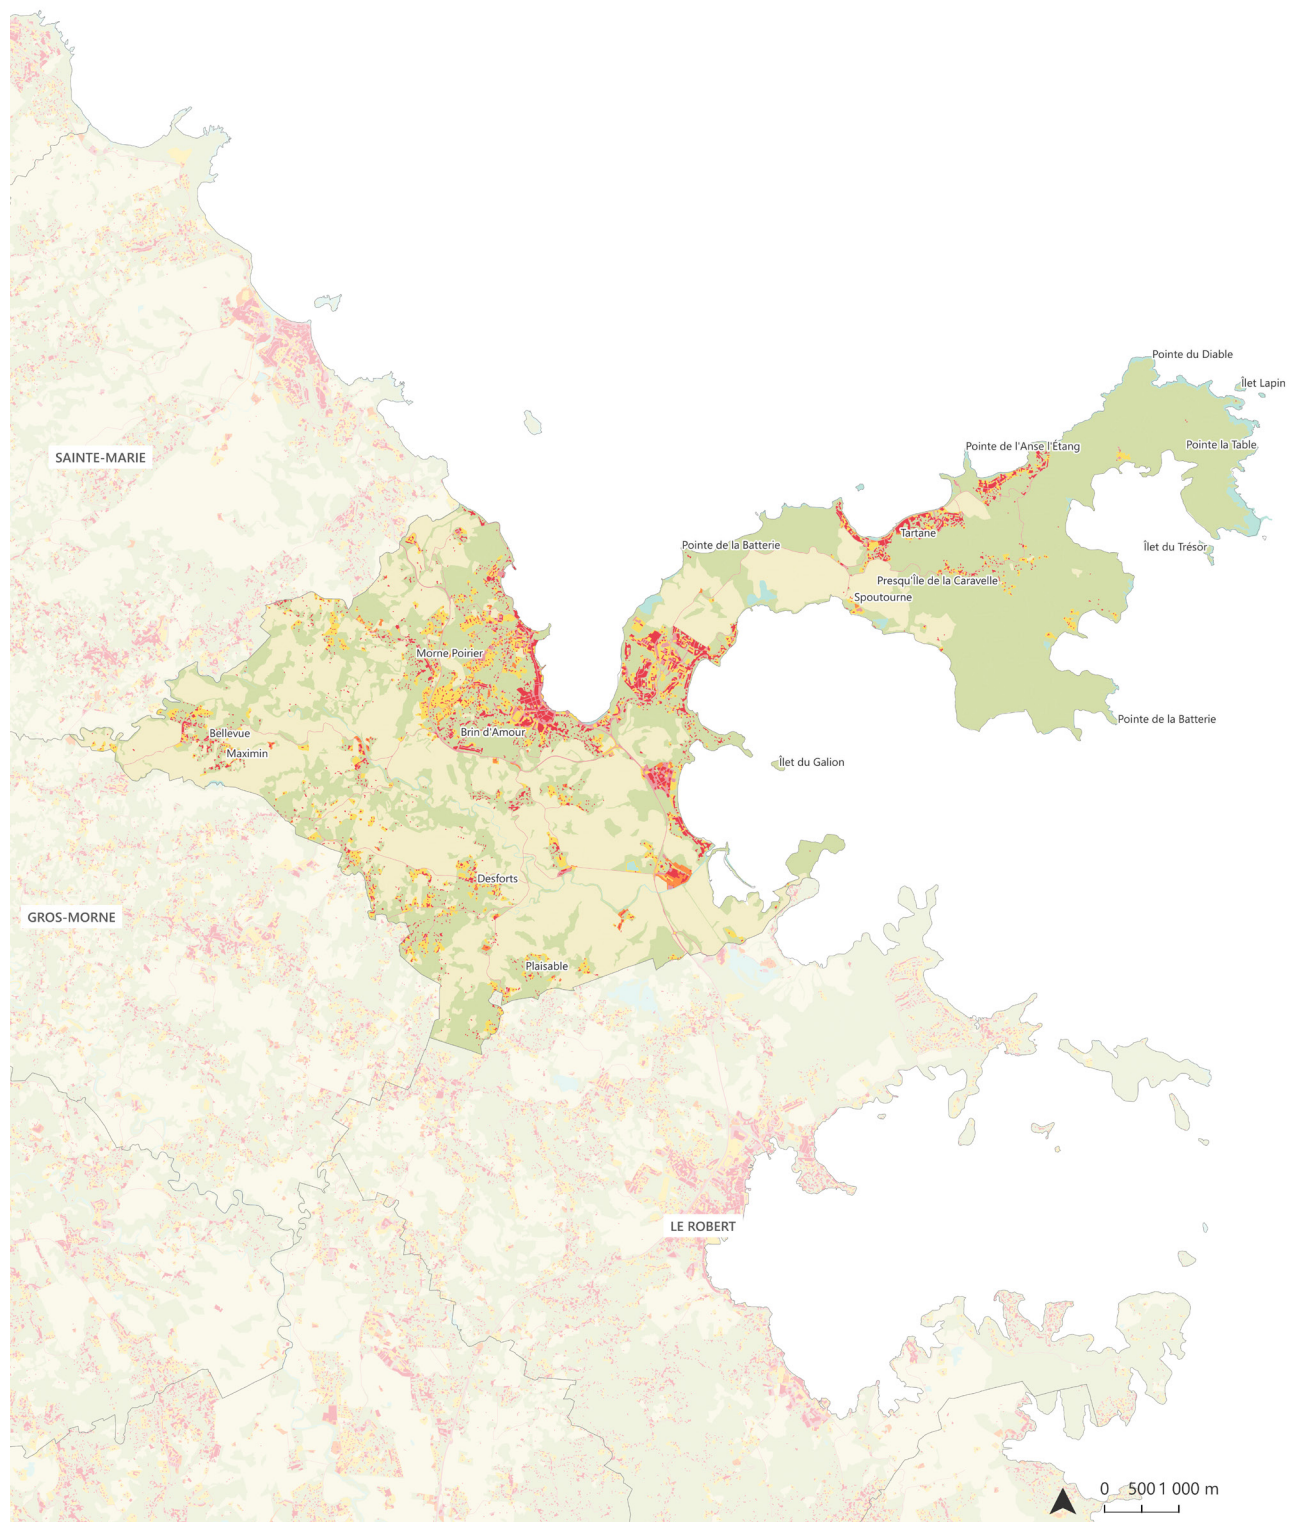 Pointe du Diable
Îlet Lapin
Pointe de l'Anse l'Étang
Pointe la Table
SAINTE-MARIE
Tartane
Pointe de la Batterie
Îlet du Trésor
Presqu'Île de la Caravelle
Spoutourne
Morne Poirier
Pointe de la Batterie
Bellevue
Brin d'Amour
Maximin
Îlet du Galion
Desforts
GROS-MORNE
Plaisable
LE ROBERT
0 500 1 000 m